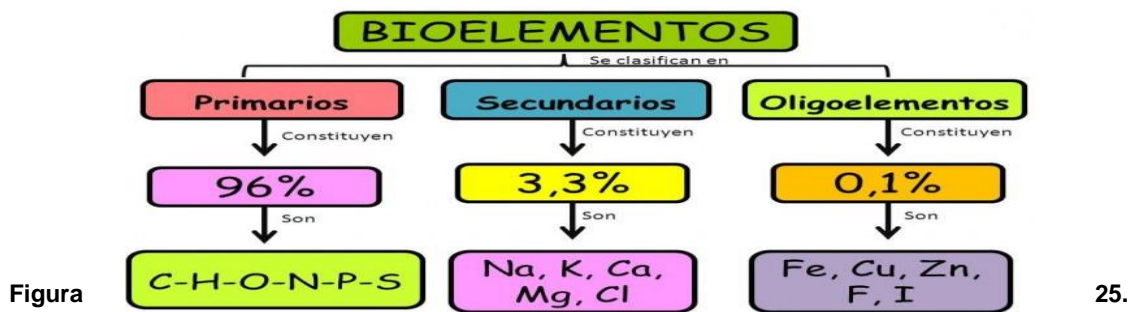 BIOELEMENTOS
Se clasifican en
Primarios Secundarios Oligoelementos
Constituyen Constituyen Constituyen
96% 3,3% 0,1%
Son Son Son
C-H-O-N-P-S Na, K, Ca, Mg, Cl Fe, Cu, Zn, F, I
Figura 25.